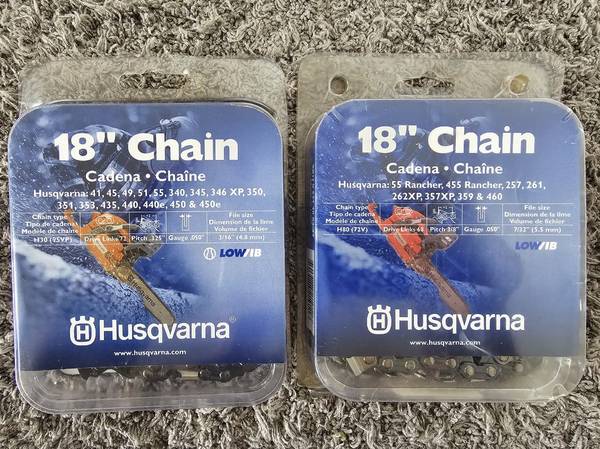 18" Chain
Cadena • Chaîne
Husqvarna: 41, 45, 49, 51, 55, 340, 345, 346 XP, 350,
351, 353, 435, 440, 440e, 450 & 450e
Chain type
Tipo de cadena
Modèle de chaîne
H30 (95VP)
Drive Links 72
Pitch .325"
Gauge .050"
File size
Dimension de la lime
Volume de fichier
3/16" (4.8 mm)
LOW/IB
Husqvarna®
www.husqvarna.com
18" Chain
Cadena • Chaîne
Husqvarna: 55 Rancher, 455 Rancher, 257, 261,
262XP, 357XP, 359 & 460
Chain type
Tipo de cadena
Modèle de chaîne
H80 (72V)
Drive Links 68
Pitch 3/8"
Gauge .050"
File size
Dimension de la lime
Volume de fichier
7/32" (5.5 mm)
LOW/IB
Husqvarna
www.husqvarna.com